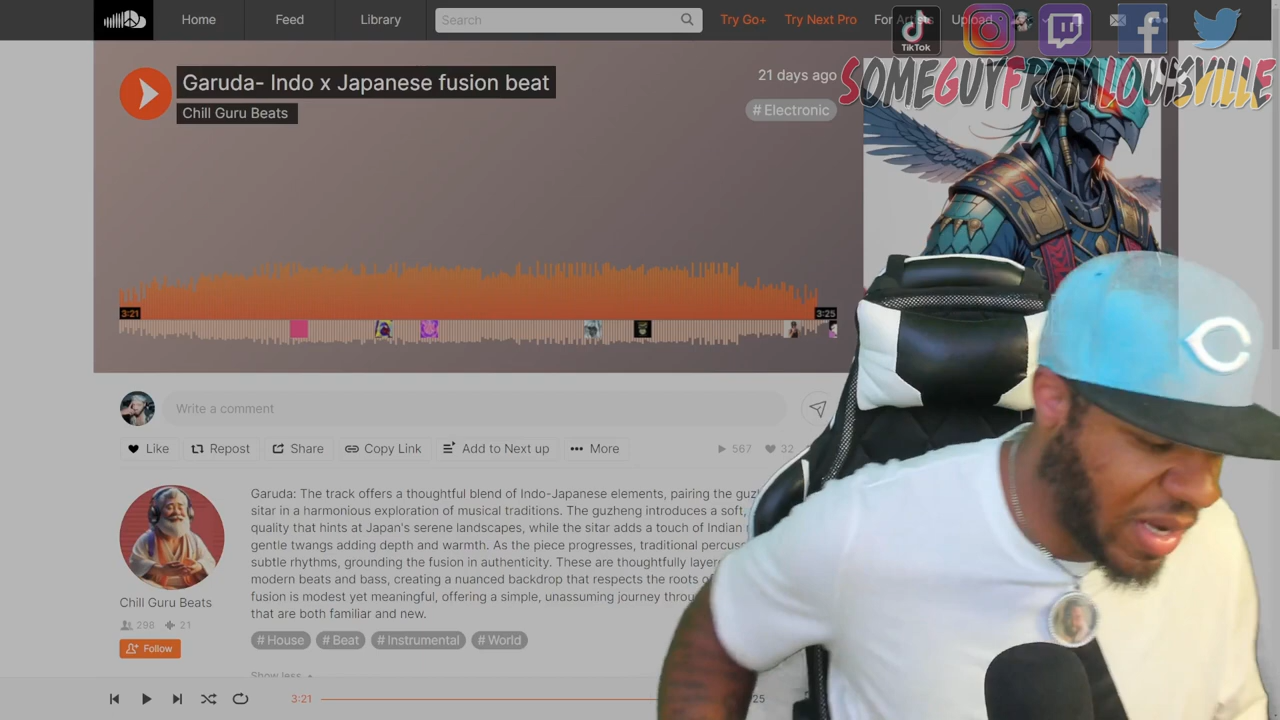 Home
Feed
Library
Search
Try Go+
Try Next Pro
For Artists
Upload
TikTok
SOMEGUYFROMLOUISVILLE
Garuda- Indo x Japanese fusion beat
Chill Guru Beats
21 days ago
# Electronic
3:21
3:25
Write a comment
Like
Repost
Share
Copy Link
Add to Next up
More
567
32
Garuda: The track offers a thoughtful blend of Indo-Japanese elements, pairing the
sitar in a harmonious exploration of musical traditions. The guzheng introduces a soft,
quality that hints at Japan's serene landscapes, while the sitar adds a touch of Indian
gentle twangs adding depth and warmth. As the piece progresses, traditional
subtle rhythms, grounding the fusion in authenticity. These are thoughtfully
modern beats and bass, creating a nuanced backdrop that respects the roots
fusion is modest yet meaningful, offering a simple, unassuming journey
that are both familiar and new.
Chill Guru Beats
298
21
Follow
# House
# Beat
# Instrumental
# World
Show less
3:21